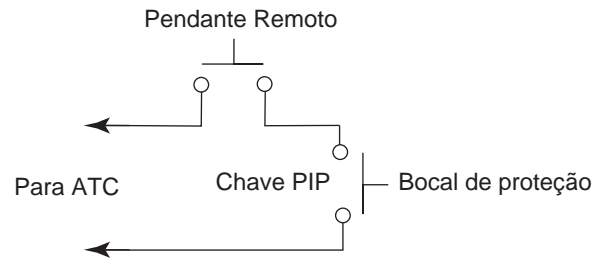 Pendante Remoto
Para ATC
Chave PIP
Bocal de proteção